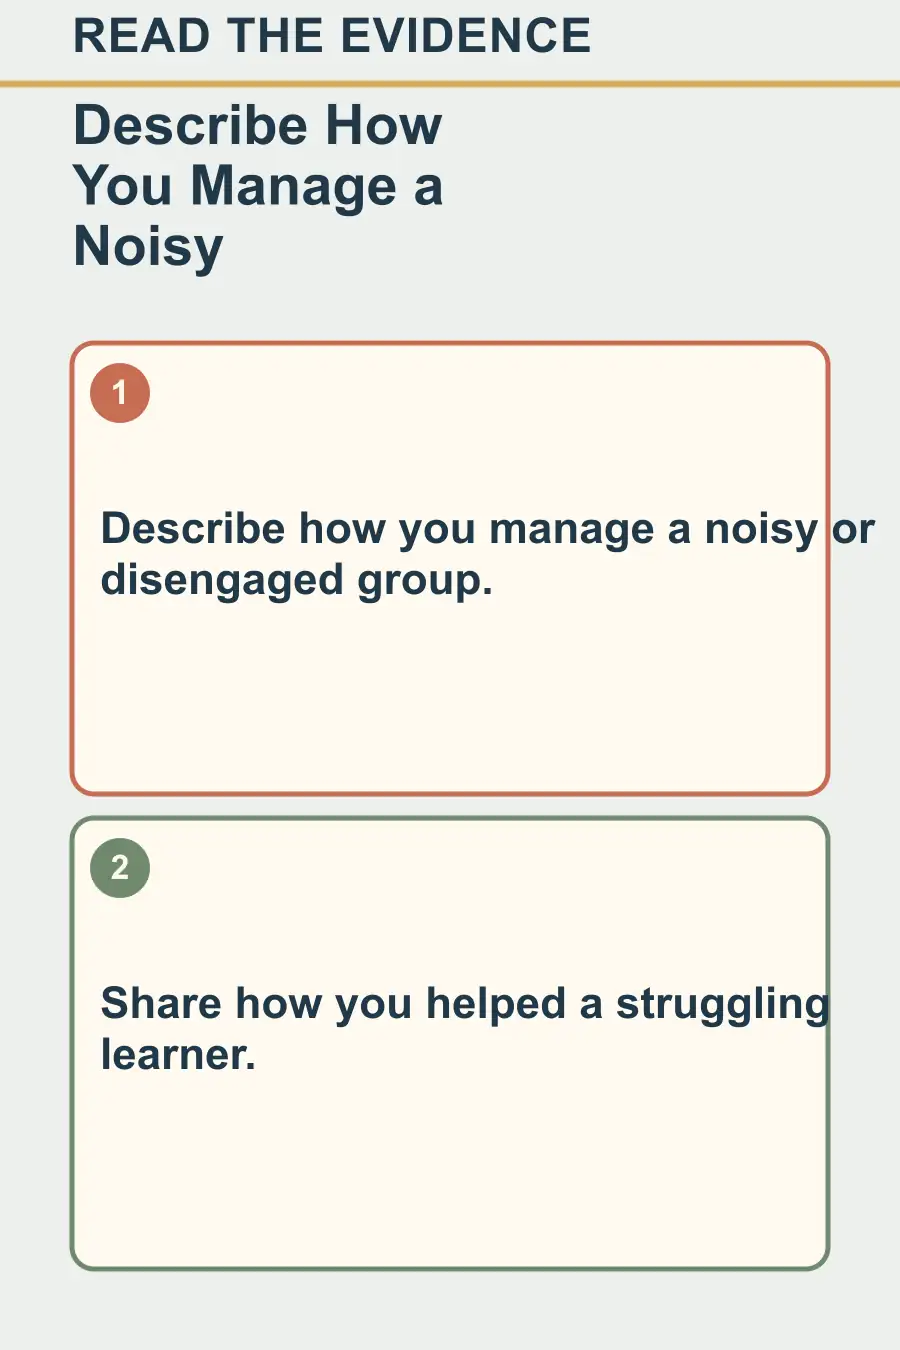 READ THE EVIDENCE
Describe How
You Manage a
Noisy
1
Describe how you manage a noisy or
disengaged group.
2
Share how you helped a struggling
learner.